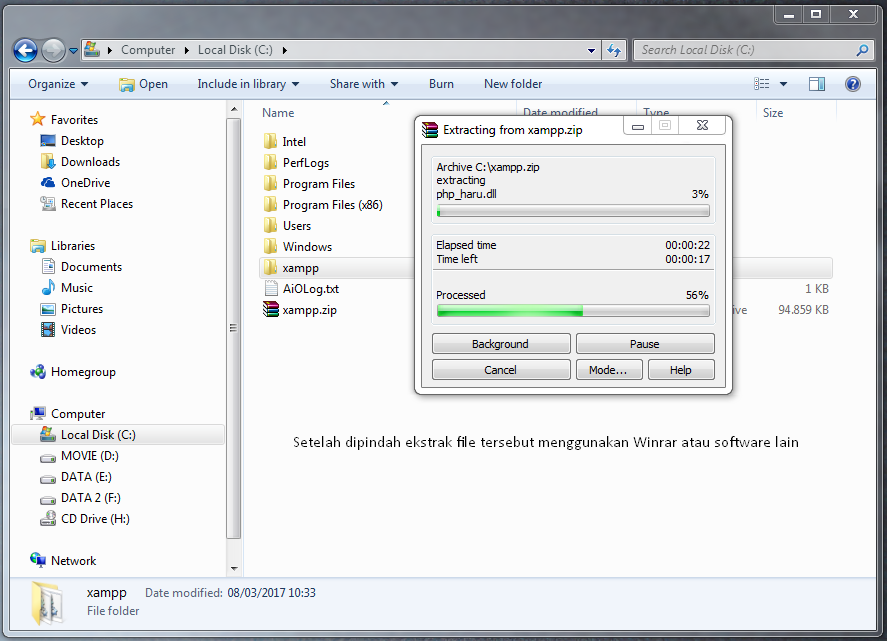 Computer Local Disk (C:) Search Local Disk (C:)
Organize Open Include in library Share with Burn New folder
Name Date modified Type Size
Favorites
Desktop
Downloads
OneDrive
Recent Places
Libraries
Documents
Music
Pictures
Videos
Homegroup
Computer
Local Disk (C:)
MOVIE (D:)
DATA (E:)
DATA 2 (F:)
CD Drive (H:)
Network
Intel
PerfLogs
Program Files
Program Files (x86)
Users
Windows
xampp
AiOLog.txt 1 KB
xampp.zip ive 94.859 KB
Extracting from xampp.zip
Archive C:\xampp.zip
extracting
php_haru.dll 3%
Elapsed time 00:00:22
Time left 00:00:17
Processed 56%
Background Pause
Cancel Mode... Help
Setelah dipindah ekstrak file tersebut menggunakan Winrar atau software lain
xampp Date modified: 08/03/2017 10:33
File folder